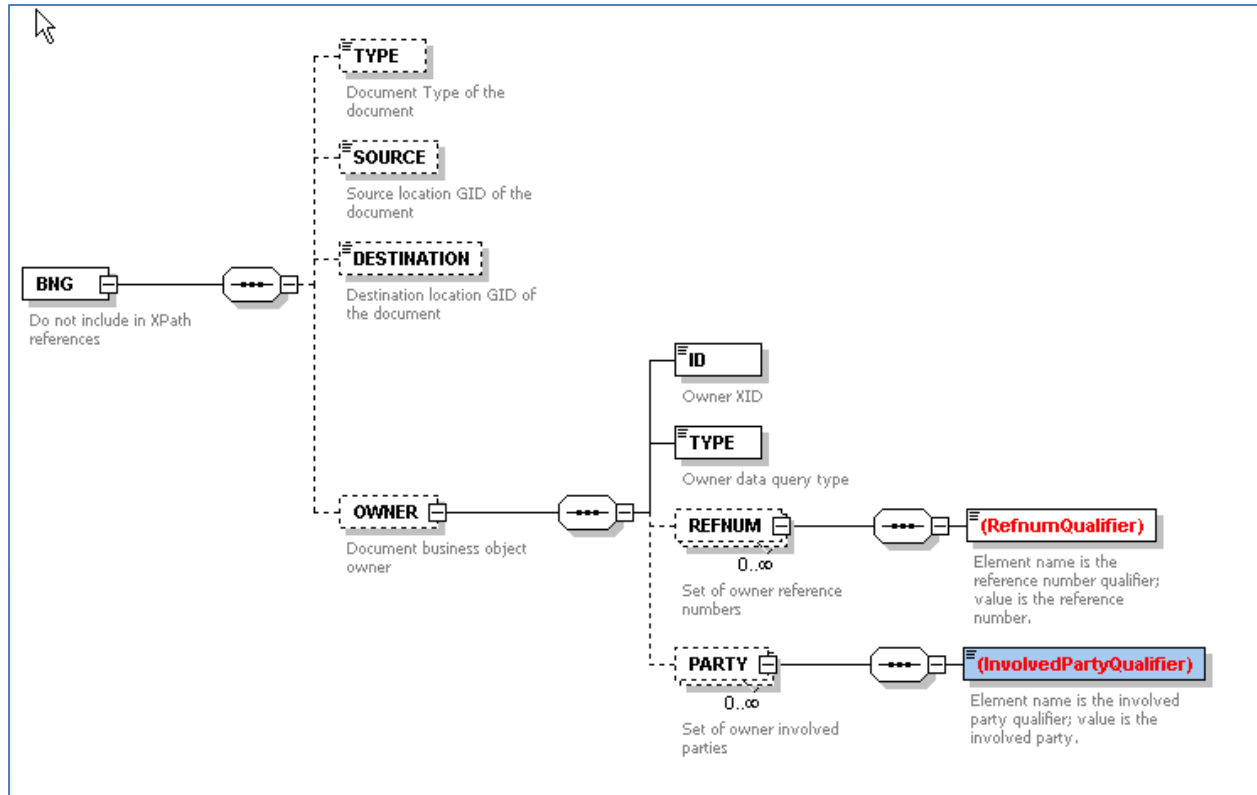 TYPE
Document Type of the
document
SOURCE
Source location GID of the
document
DESTINATION
Destination location GID of
the document
BNG
Do not include in XPath
references
OWNER
Document business object
owner
ID
Owner XID
TYPE
Owner data query type
REFNUM
0..∞
Set of owner reference
numbers
(RefnumQualifier)
Element name is the
reference number qualifier;
value is the reference
number.
PARTY
0..∞
Set of owner involved
parties
(InvolvedPartyQualifier)
Element name is the involved
party qualifier; value is the
involved party.